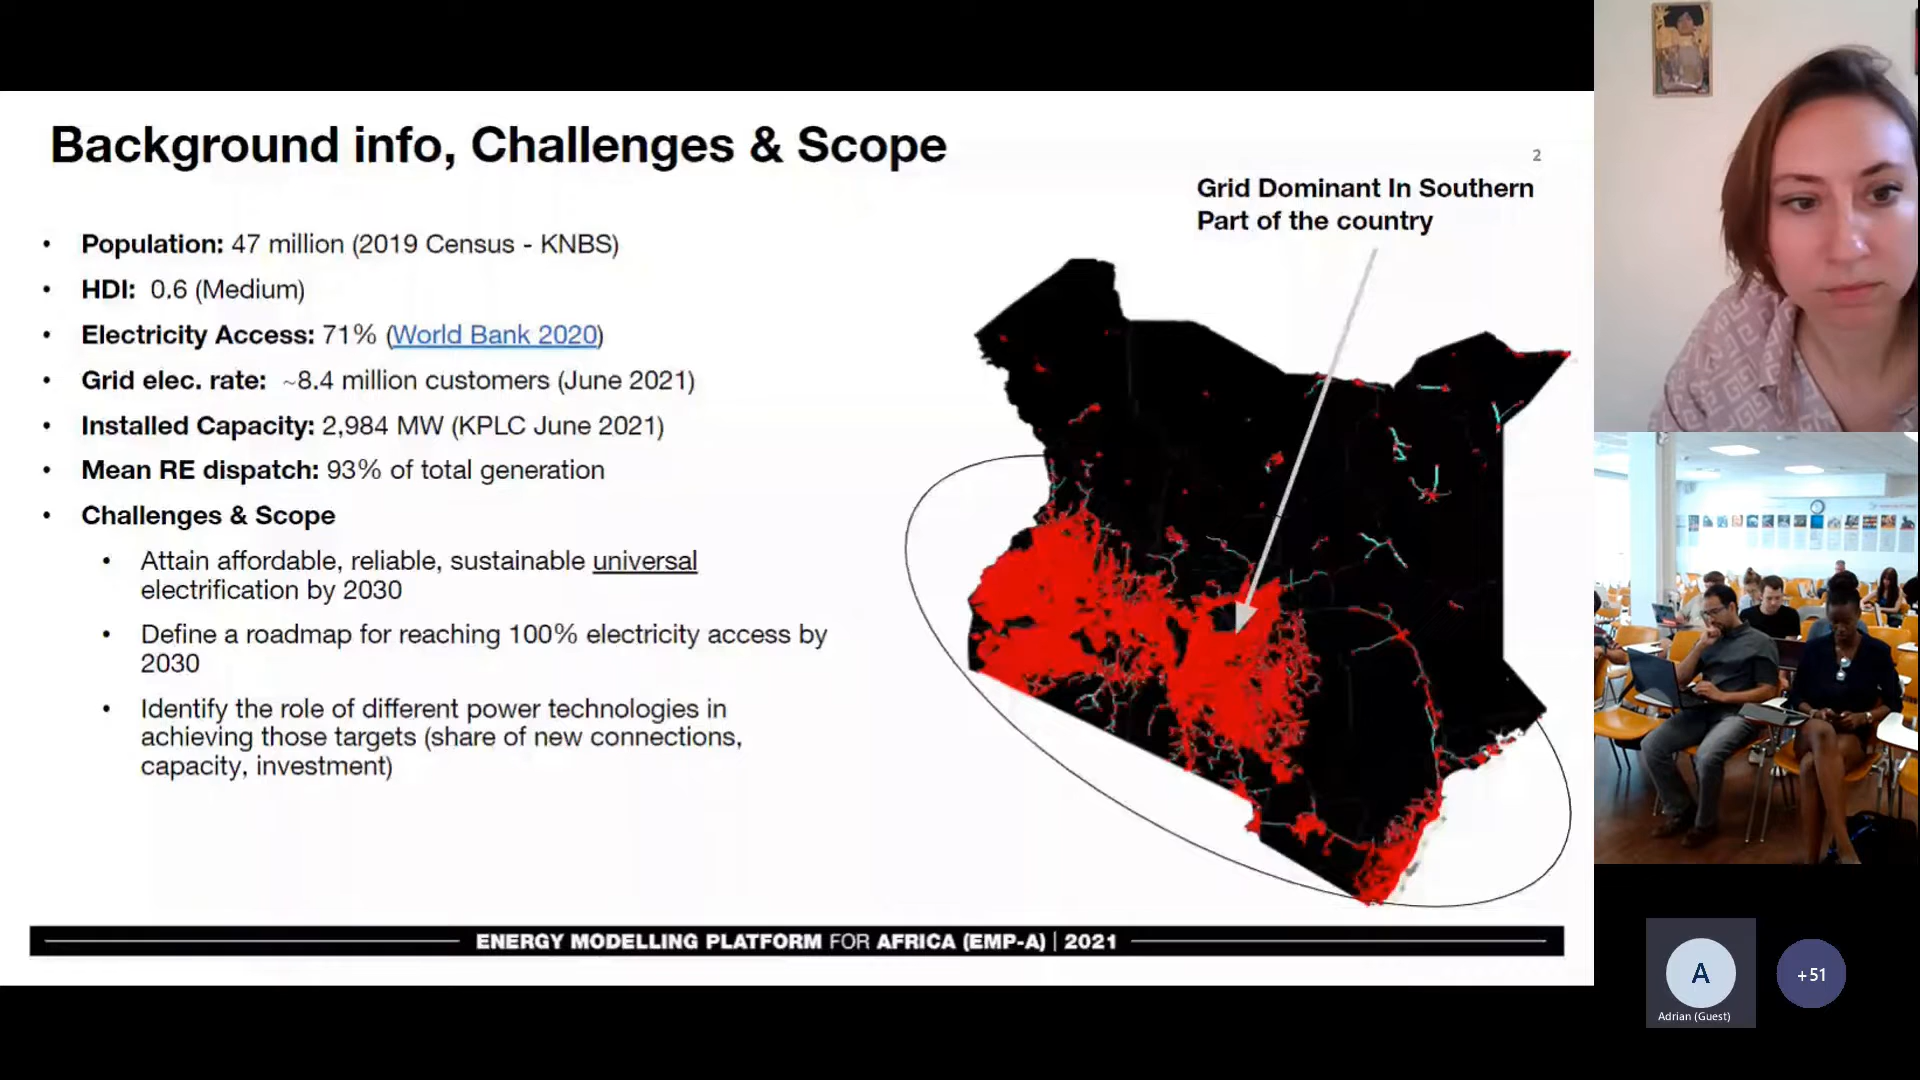 Background info, Challenges & Scope
2
Grid Dominant In Southern
Part of the country
• Population: 47 million (2019 Census - KNBS)
• HDI: 0.6 (Medium)
• Electricity Access: 71% (World Bank 2020)
• Grid elec. rate: ~8.4 million customers (June 2021)
• Installed Capacity: 2,984 MW (KPLC June 2021)
• Mean RE dispatch: 93% of total generation
• Challenges & Scope
• Attain affordable, reliable, sustainable universal
electrification by 2030
• Define a roadmap for reaching 100% electricity access by
2030
• Identify the role of different power technologies in
achieving those targets (share of new connections,
capacity, investment)
ENERGY MODELLING PLATFORM FOR AFRICA (EMP-A) | 2021
A
Adrian (Guest)
+51